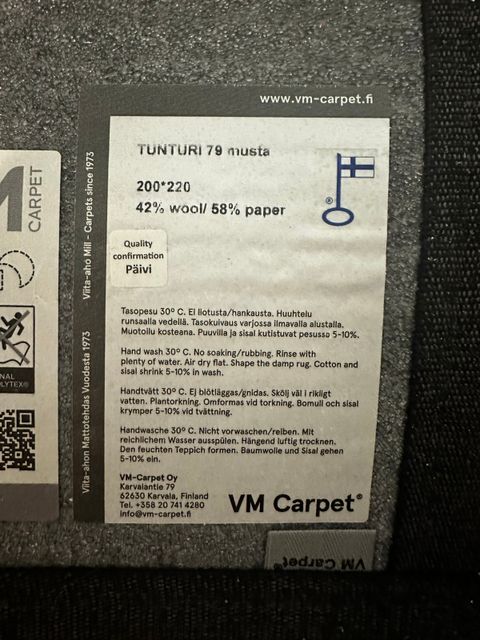 www.vm-carpet.fi
Viita-aho Mill - Carpets since 1973
Viita-ahon Mattotehdas Vuodesta 1973
TUNTURI 79 musta
200*220
42% wool/ 58% paper
®
Quality
confirmation
Päivi
Tasopesu 30º C. Ei liotusta/hankausta. Huuhtelu
runsaalla vedellä. Tasokuivaus varjossa ilmavalla alustalla.
Muotoilu kosteana. Puuvilla ja sisal kutistuvat pesussa 5-10%.
Hand wash 30º C. No soaking/rubbing. Rinse with
plenty of water. Air dry flat. Shape the damp rug. Cotton and
sisal shrink 5-10% in wash.
Handtvätt 30º C. Ej blötläggas/gnidas. Skölj väl i rikligt
vatten. Plantorkning. Omformas vid torkning. Bomull och sisal
krymper 5-10% vid tvättning.
Handwasche 30º C. Nicht vorwaschen/reiben. Mit
reichlichem Wasser ausspülen. Hängend luftig trocknen.
Den feuchten Teppich formen. Baumwolle und Sisal gehen
5-10% ein.
VM-Carpet Oy
Karvalantie 79
62630 Karvala, Finland
Tel. +358 20 741 4280
info@vm-carpet.fi
VM Carpet®
CARPET
VM Carpet®